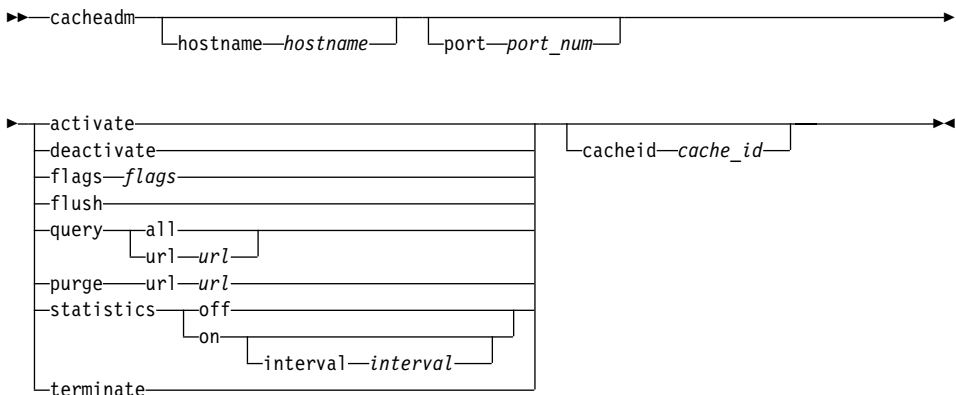 cacheadm
hostname hostname port port_num
activate
deactivate cacheid cache_id
flags flags
flush
query all
url url
purge url url
statistics off
on
interval interval
terminate